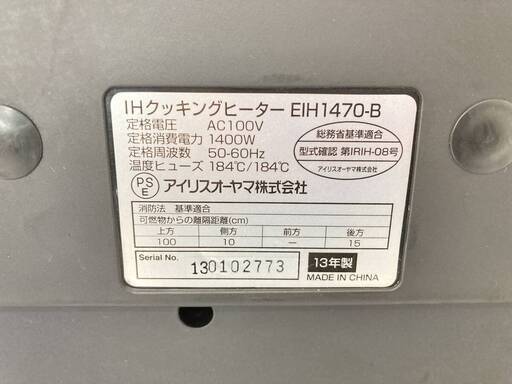 IHクッキングヒーター EIH1470-B
定格電圧 AC100V
定格消費電力 1400W
定格周波数 50-60Hz
温度ヒューズ 184℃/184℃
総務省基準適合
型式確認 第IRIH-08号
アイリスオーヤマ株式会社
PS
E
アイリスオーヤマ株式会社
消防法 基準適合
可燃物からの離隔距離(cm)
上方 側方 前方 後方
100 10 ー 15
Serial No.
130102773
13年製
MADE IN CHINA